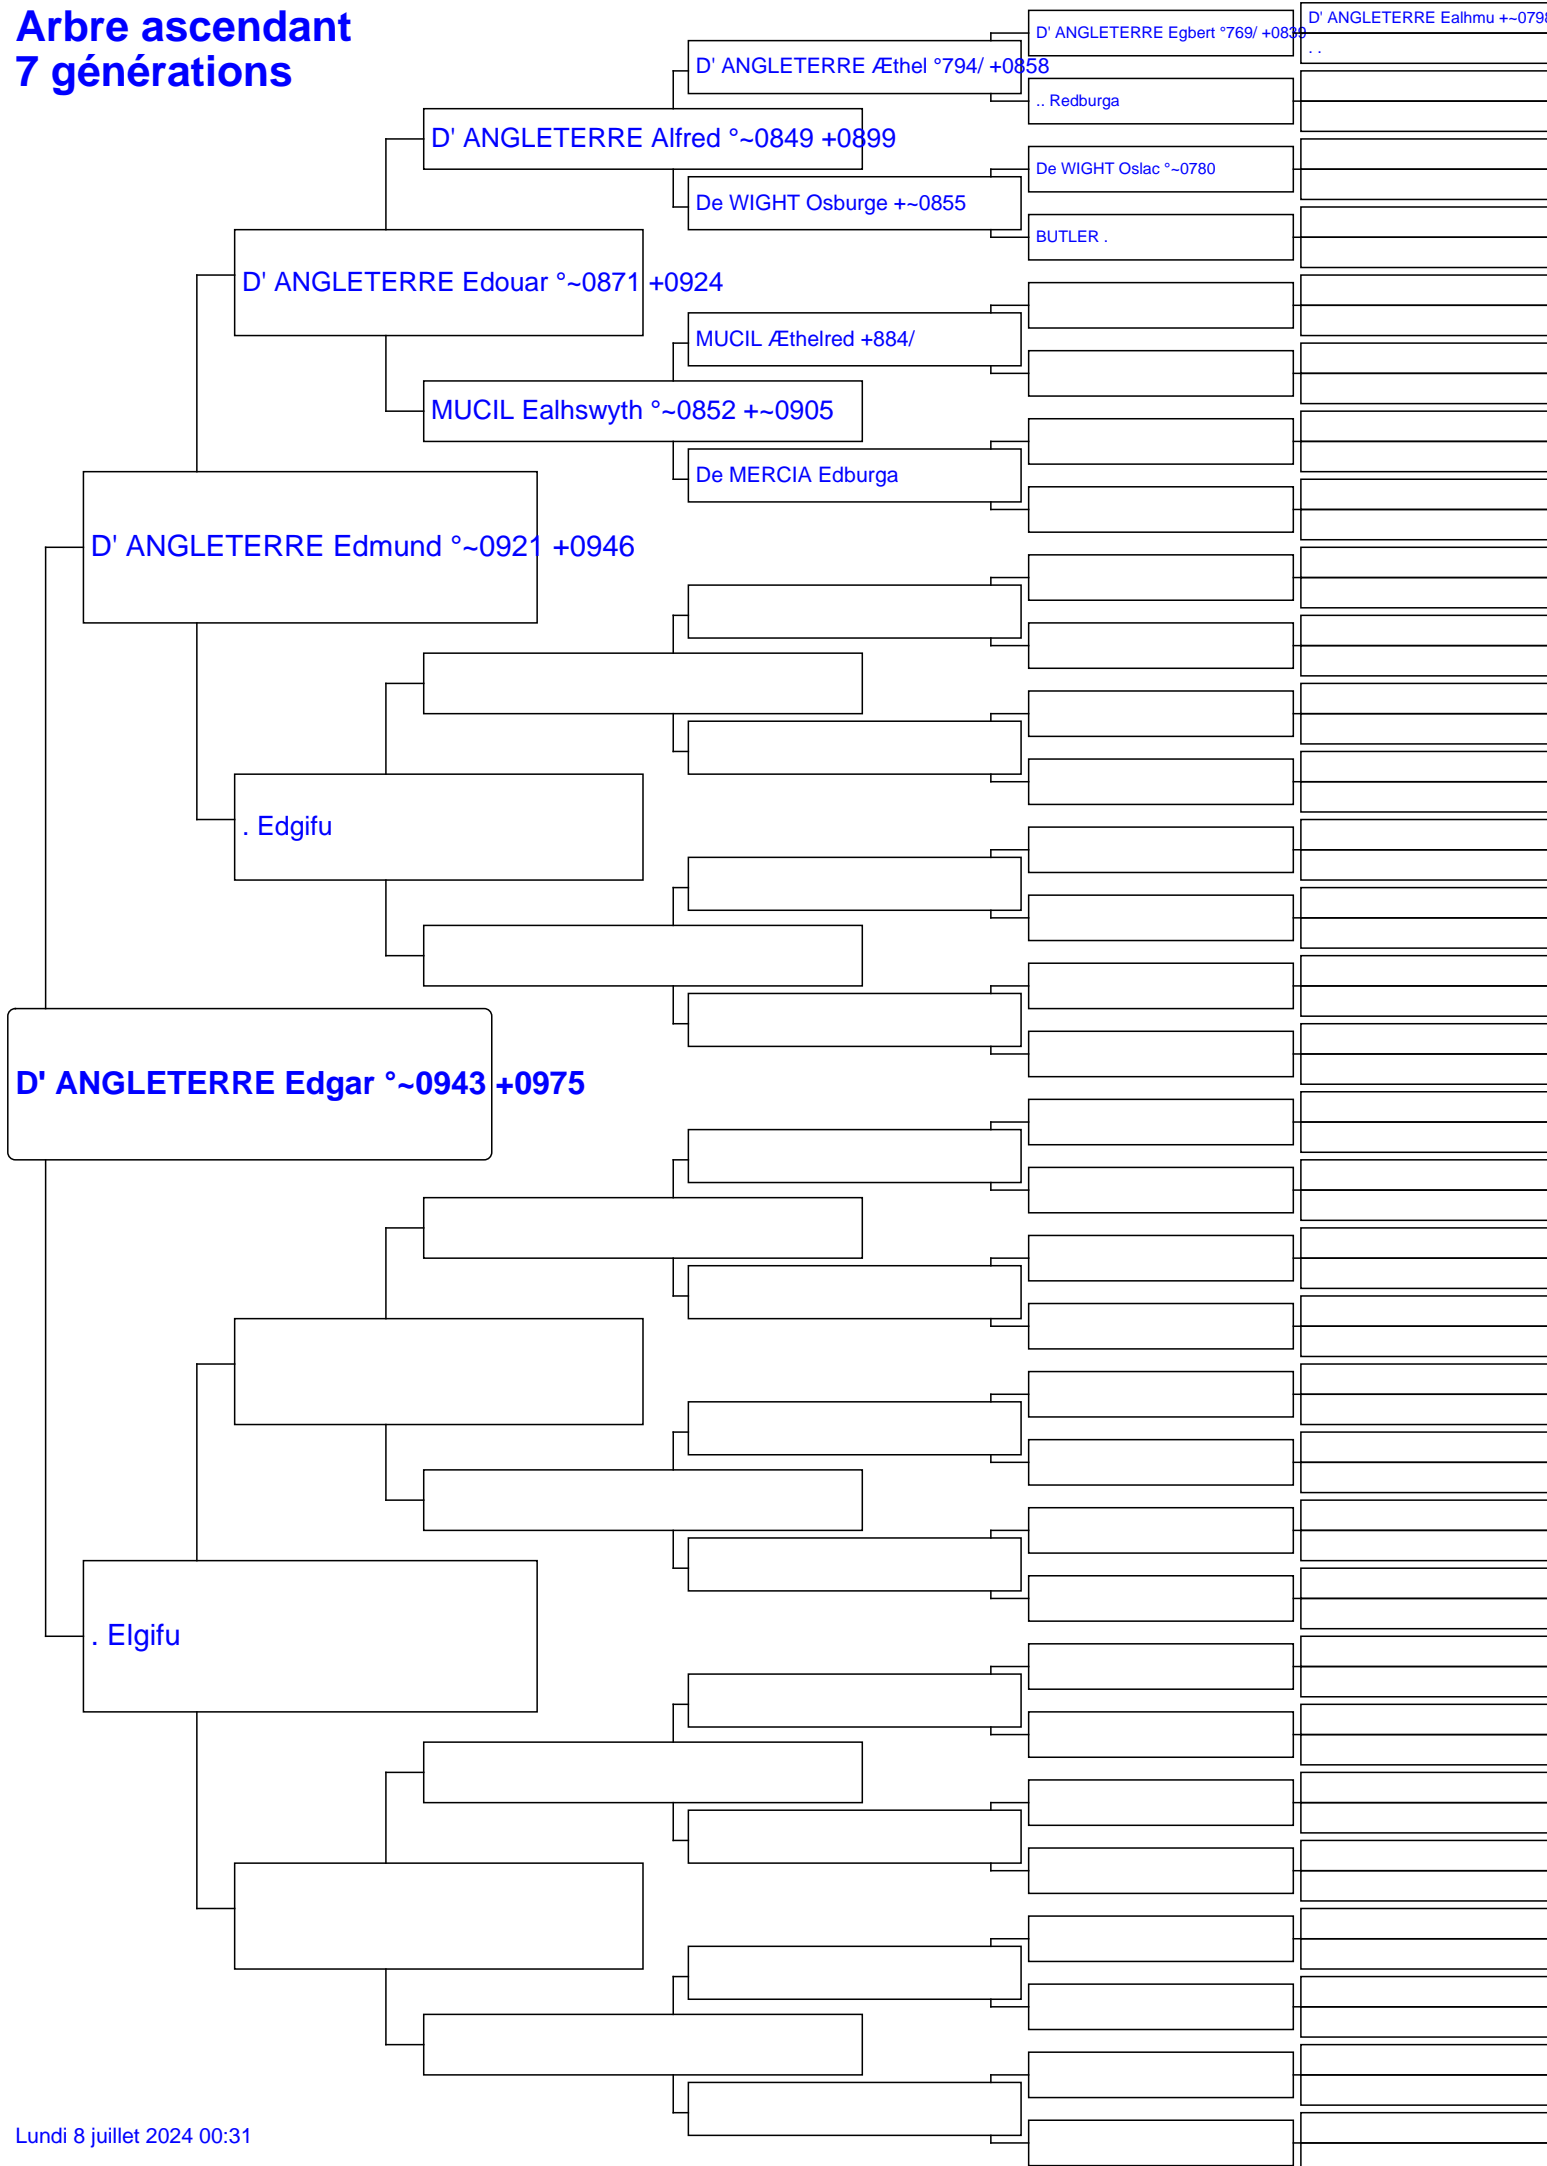 Arbre ascendant
7 générations
D' ANGLETERRE Ealhmu +~0798
. .
D' ANGLETERRE Egbert °769/ +0839
D' ANGLETERRE Æthel °794/ +0858
.. Redburga
D' ANGLETERRE Alfred °~0849 +0899
De WIGHT Oslac °~0780
De WIGHT Osburge +~0855
BUTLER .
D' ANGLETERRE Edouar °~0871 +0924
MUCIL Æthelred +884/
MUCIL Ealhswyth °~0852 +~0905
De MERCIA Edburga
D' ANGLETERRE Edmund °~0921 +0946
. Edgifu
D' ANGLETERRE Edgar °~0943 +0975
. Elgifu
Lundi 8 juillet 2024 00:31